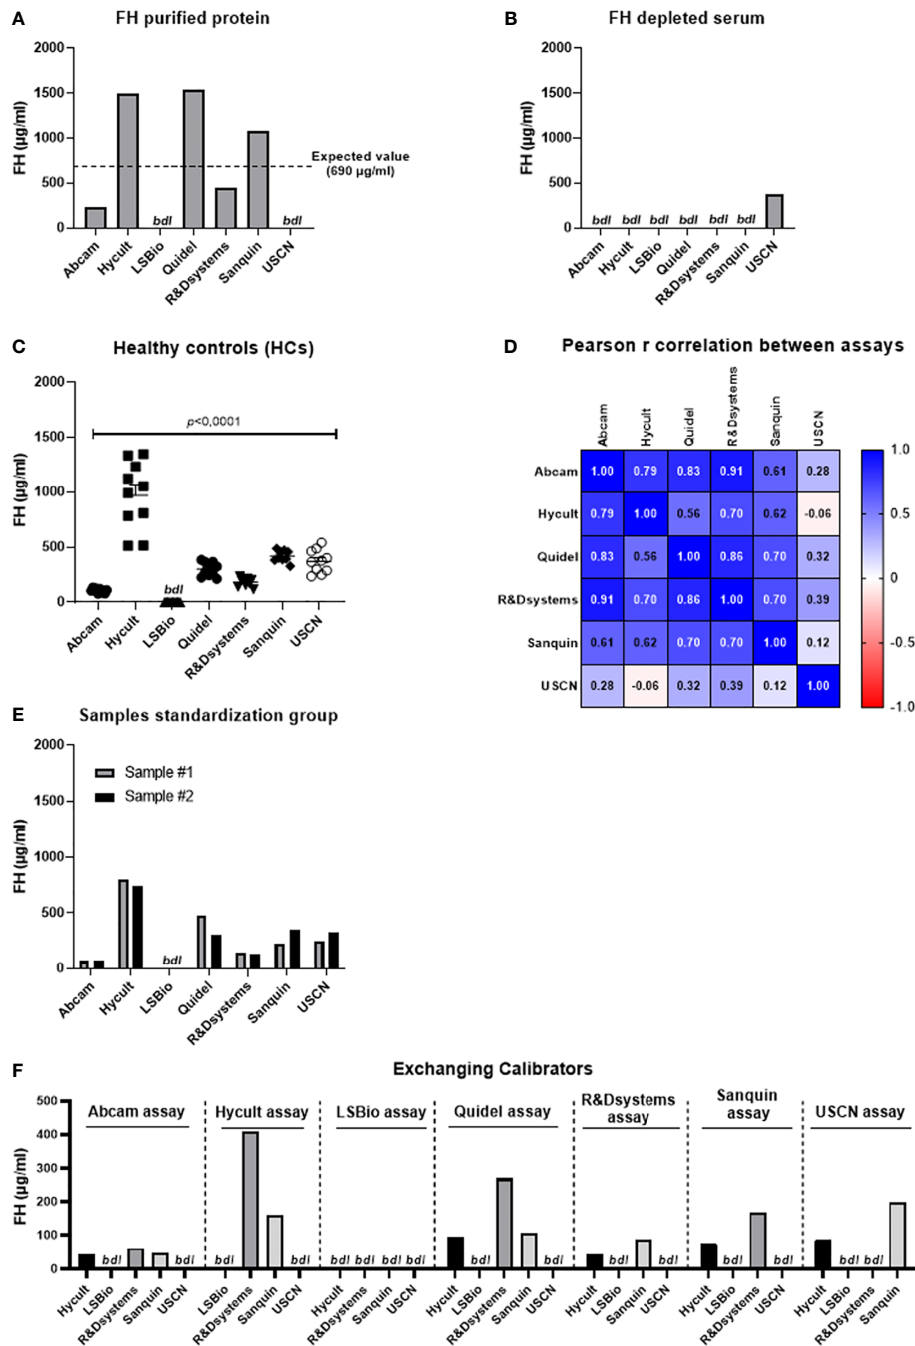 A
FH purified protein
2000
1500
1000
500
0
FH (µg/ml)
Expected value
(690 µg/ml)
bdl
bdl
Abcam
Hycult
LSBio
Quidel
R&Dsystems
Sanquin
USCN
B
FH depleted serum
2000
1500
1000
500
0
FH (µg/ml)
bdl bdl bdl bdl bdl bdl
Abcam
Hycult
LSBio
Quidel
R&Dsystems
Sanquin
USCN
C
Healthy controls (HCs)
2000
1500
1000
500
0
FH (µg/ml)
p<0,0001
bdl
Abcam
Hycult
LSBio
Quidel
R&Dsystems
Sanquin
USCN
D
Pearson r correlation between assays
Abcam
Hycult
Quidel
R&Dsystems
Sanquin
USCN
Abcam 1.00 0.79 0.83 0.91 0.61 0.28
Hycult 0.79 1.00 0.56 0.70 0.62 -0.06
Quidel 0.83 0.56 1.00 0.86 0.70 0.32
R&Dsystems 0.91 0.70 0.86 1.00 0.70 0.39
Sanquin 0.61 0.62 0.70 0.70 1.00 0.12
USCN 0.28 -0.06 0.32 0.39 0.12 1.00
1.0
0.5
0
-0.5
-1.0
E
Samples standardization group
2000
1500
1000
500
0
FH (µg/ml)
Sample #1
Sample #2
bdl
Abcam
Hycult
LSBio
Quidel
R&Dsystems
Sanquin
USCN
F
Exchanging Calibrators
500
400
300
200
100
0
FH (µg/ml)
Abcam assay
bdl bdl
Hycult
LSBio
R&Dsystems
Sanquin
USCN
Hycult assay
bdl bdl
LSBio
R&Dsystems
Sanquin
USCN
LSBio assay
bdl bdl bdl bdl
Hycult
R&Dsystems
Sanquin
USCN
Quidel assay
bdl bdl
Hycult
LSBio
R&Dsystems
Sanquin
USCN
R&Dsystems
assay
bdl bdl
Hycult
LSBio
Sanquin
USCN
Sanquin
assay
bdl bdl
Hycult
LSBio
R&Dsystems
USCN
USCN assay
bdl bdl
Hycult
LSBio
R&Dsystems
Sanquin